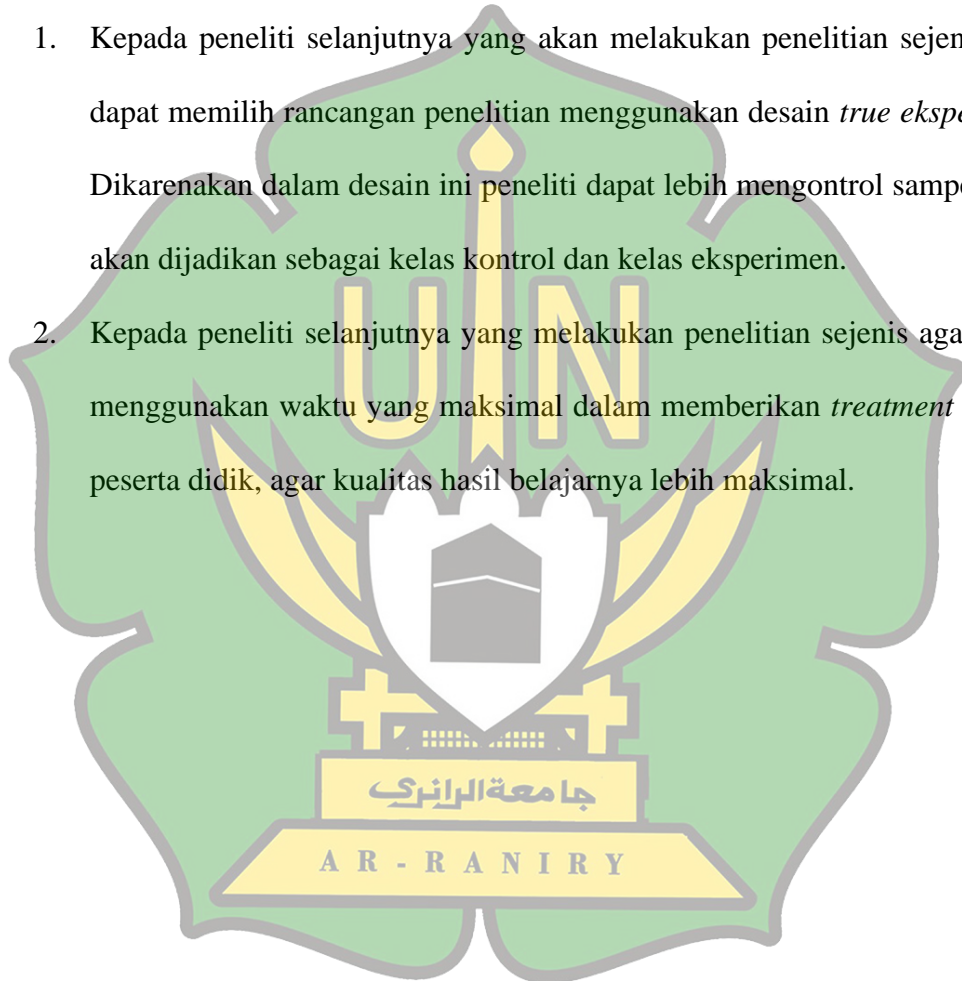 1. Kepada peneliti selanjutnya yang akan melakukan penelitian sejen
dapat memilih rancangan penelitian menggunakan desain true ekspe
Dikarenakan dalam desain ini peneliti dapat lebih mengontrol sampe
akan dijadikan sebagai kelas kontrol dan kelas eksperimen.
2. Kepada peneliti selanjutnya yang melakukan penelitian sejenis aga
menggunakan waktu yang maksimal dalam memberikan treatment
peserta didik, agar kualitas hasil belajarnya lebih maksimal.
UIN
جامعة الرانري
AR - RANIRY